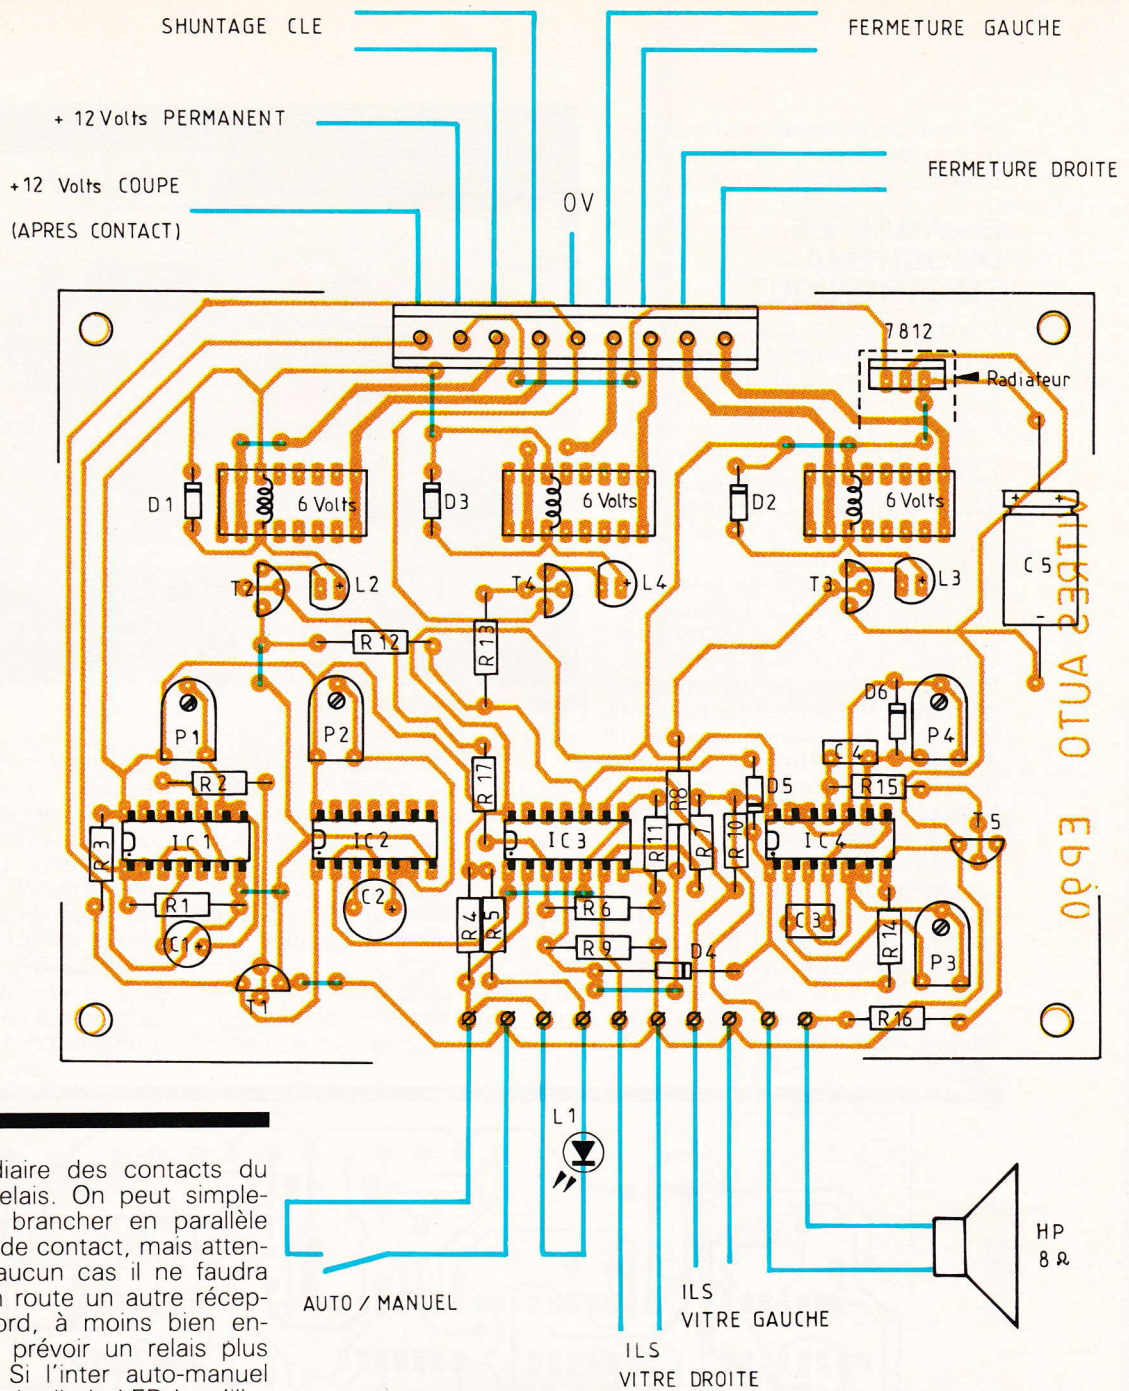 SHUNTAGE CLE
FERMETURE GAUCHE
+ 12 Volts PERMANENT
FERMETURE DROITE
+12 Volts COUPE
(APRES CONTACT)
0V
7812
Radiateur
D1
6 Volts
D3
6 Volts
D2
6 Volts
C5
+ +
-
T2
+
L2
T4
+
L4
T3
+
L3
R12
R13
P1
P2
D6
P4
C4
R2
R17
R8
D5
R15
R3
IC1
IC2
IC3
R11
R7
R10
IC4
T5
VITRES AUTO EP90
R1
C2
+
R4
R5
R6
C3
R14
C1
+
R9
D4
P3
T1
R16
L1
diaire des contacts du
elais. On peut simple-
brancher en parallèle
de contact, mais atten-
aucun cas il ne faudra
n route un autre récep-
ord, à moins bien en-
prévoir un relais plus
Si l'inter auto-manuel
AUTO / MANUEL
ILS
VITRE GAUCHE
ILS
VITRE DROITE
HP
8 Ω